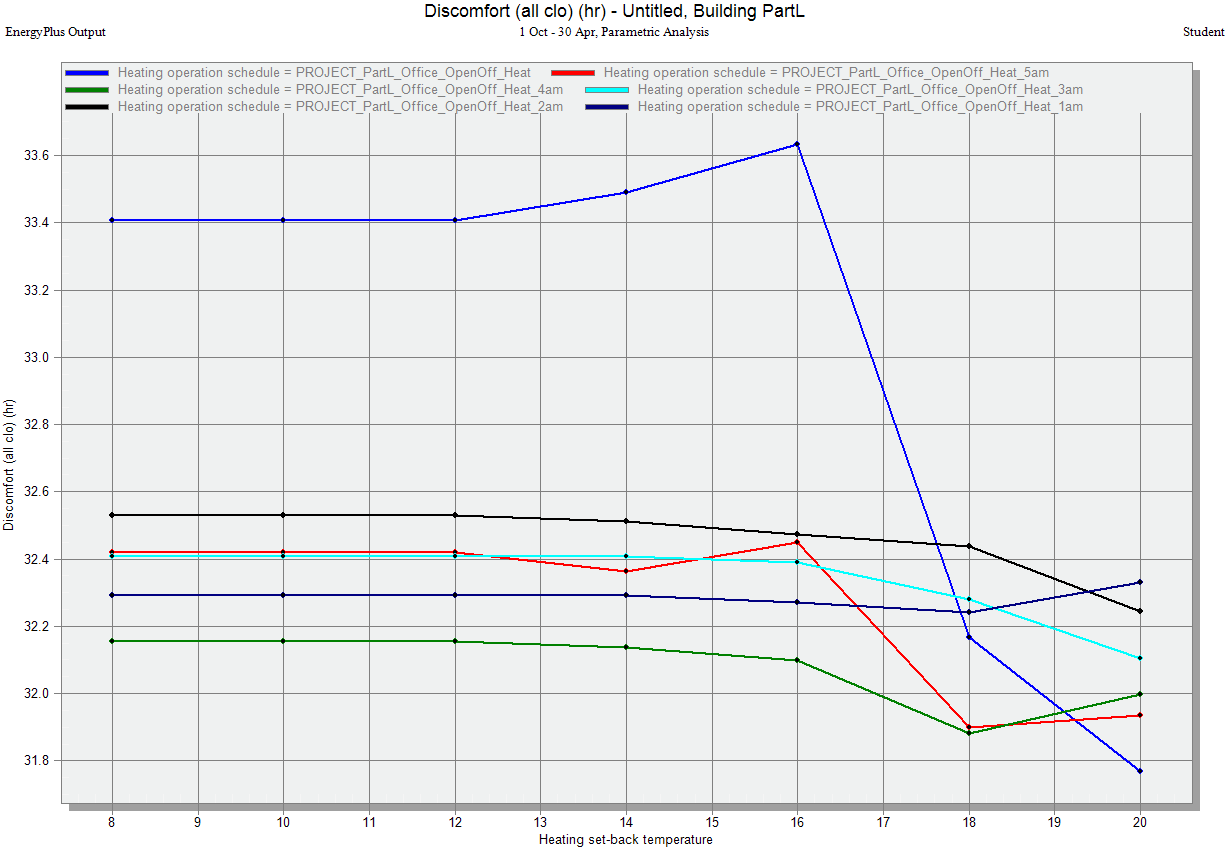 Discomfort (all clo) (hr) - Untitled, Building PartL
EnergyPlus Output
1 Oct - 30 Apr, Parametric Analysis
Student
Heating operation schedule = PROJECT_PartL_Office_OpenOff_Heat
Heating operation schedule = PROJECT_PartL_Office_OpenOff_Heat_5am
Heating operation schedule = PROJECT_PartL_Office_OpenOff_Heat_4am
Heating operation schedule = PROJECT_PartL_Office_OpenOff_Heat_3am
Heating operation schedule = PROJECT_PartL_Office_OpenOff_Heat_2am
Heating operation schedule = PROJECT_PartL_Office_OpenOff_Heat_1am
33.6
33.4
33.2
33.0
32.8
32.6
32.4
32.2
32.0
31.8
Discomfort (all clo) (hr)
8 9 10 11 12 13 14 15 16 17 18 19 20
Heating set-back temperature